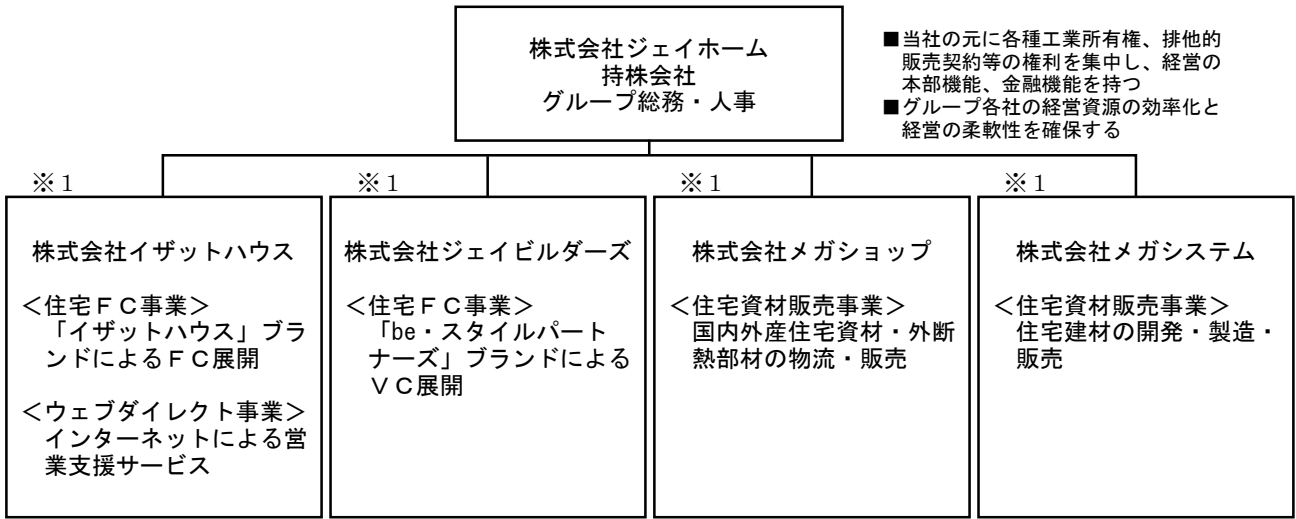 株式会社ジェイホーム
持株会社
グループ総務・人事
■当社の元に各種工業所有権、排他的
販売契約等の権利を集中し、経営の
本部機能、金融機能を持つ
■グループ各社の経営資源の効率化と
経営の柔軟性を確保する
※1
株式会社イザットハウス
＜住宅ＦＣ事業＞
「イザットハウス」ブラ
ンドによるＦＣ展開
＜ウェブダイレクト事業＞
インターネットによる営
業支援サービス
※1
株式会社ジェイビルダーズ
＜住宅ＦＣ事業＞
「be・スタイルパート
ナーズ」ブランドによる
ＶＣ展開
※1
株式会社メガショップ
＜住宅資材販売事業＞
国内外産住宅資材・外断
熱部材の物流・販売
※1
株式会社メガシステム
＜住宅資材販売事業＞
住宅建材の開発・製造・
販売